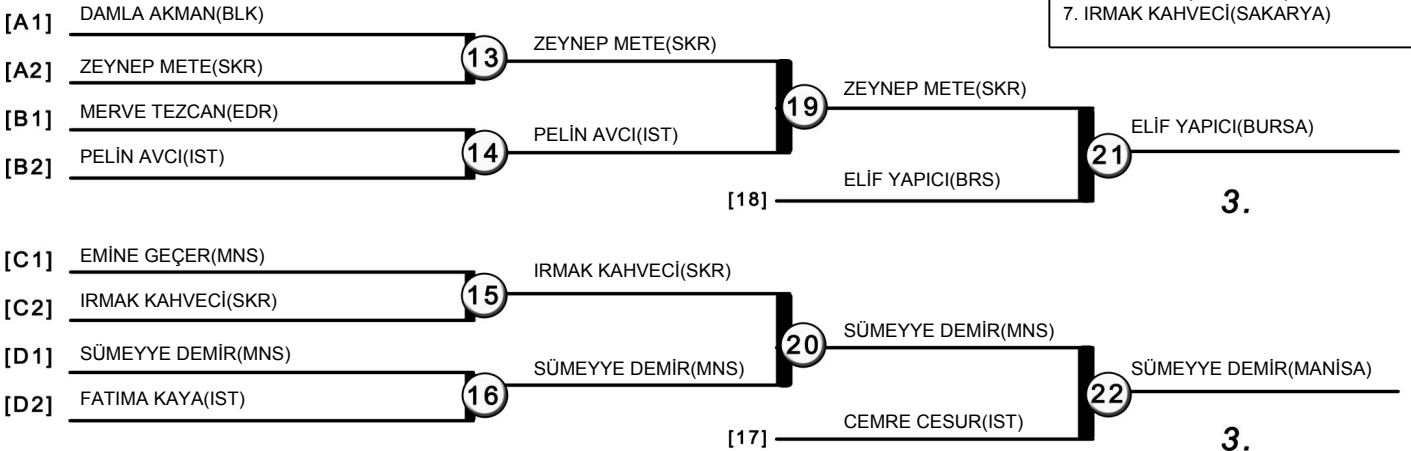 7. IRMAK KAHVECİ(SAKARYA)
[A1] DAMLA AKMAN(BLK)
13 ZEYNEP METE(SKR)
[A2] ZEYNEP METE(SKR)
19 ZEYNEP METE(SKR)
[B1] MERVE TEZCAN(EDR)
14 PELİN AVCI(IST)
[B2] PELİN AVCI(IST)
21 ELİF YAPICI(BURSA)
[18] ELİF YAPICI(BRS)
3.
[C1] EMİNE GEÇER(MNS)
15 IRMAK KAHVECİ(SKR)
[C2] IRMAK KAHVECİ(SKR)
20 SÜMEYYE DEMİR(MNS)
[D1] SÜMEYYE DEMİR(MNS)
16 SÜMEYYE DEMİR(MNS)
[D2] FATIMA KAYA(IST)
22 SÜMEYYE DEMİR(MANİSA)
[17] CEMRE CESUR(IST)
3.